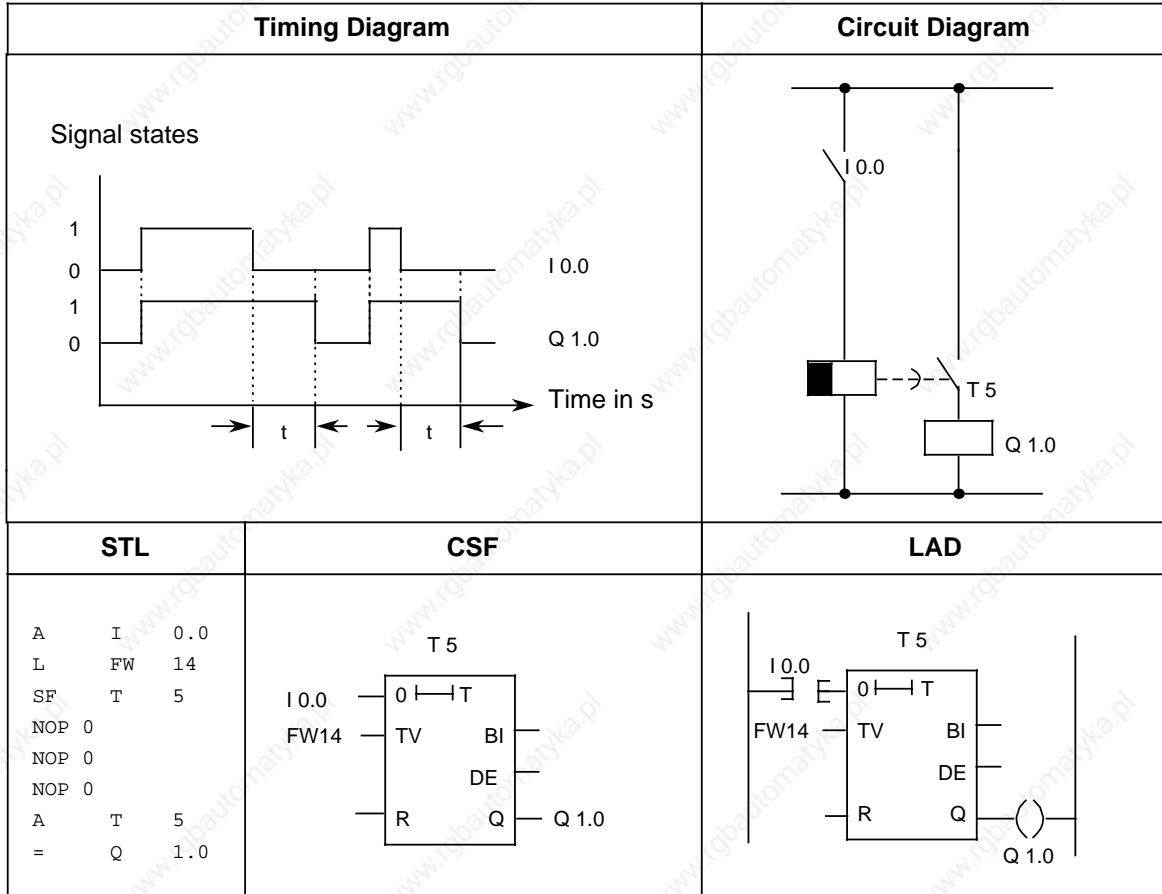 Timing Diagram
Circuit Diagram
Signal states
1
0
I 0.0
1
0
Q 1.0
Time in s
t
t
I 0.0
T 5
Q 1.0
STL
CSF
LAD
A I 0.0
L FW 14
SF T 5
NOP 0
NOP 0
NOP 0
A T 5
= Q 1.0
T 5
I 0.0
0 T
FW14
TV
BI
DE
R
Q
Q 1.0
T 5
I 0.0
0 T
FW14
TV
BI
DE
R
Q
Q 1.0
www.rgbautomatyka.pl